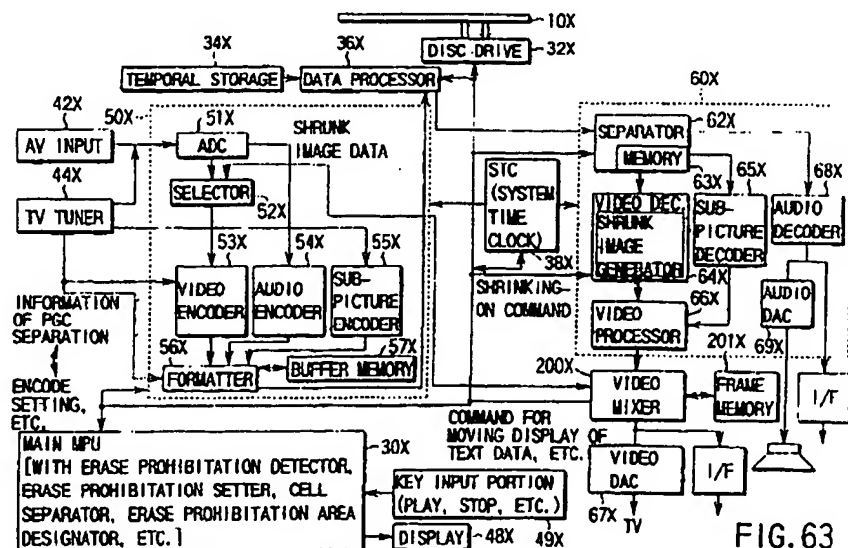 10X
34X
36X
DISC DRIVE
32X
TEMPORAL STORAGE
DATA PROCESSOR
60X
42X
50X
51X
62X
AV INPUT
ADC
SHRUNK
IMAGE DATA
SEPARATOR
MEMORY
44X
TV TUNER
SELECTOR
52X
STC
(SYSTEM
TIME
CLOCK)
38X
63X
65X
68X
VIDEO DEC.
SHRUNK
IMAGE
GENERATOR
64X
SUB-
PICTURE
DECODER
AUDIO
DECODER
53X
54X
55X
VIDEO
ENCODER
AUDIO
ENCODER
SUB-
PICTURE
ENCODER
SHRINKING-
ON COMMAND
66X
VIDEO
PROCESSOR
AUDIO
DAC
69X
INFORMATION
OF PGC
SEPARATION
56X
57X
FORMATTER
BUFFER MEMORY
200X
201X
VIDEO
MIXER
FRAME
MEMORY
I/F
ENCODE
SETTING,
ETC.
30X
COMMAND FOR
MOVING DISPLAY OF
TEXT DATA, ETC.
MAIN MPU
[WITH ERASE PROHIBITATION DETECTOR,
ERASE PROHIBITATION SETTER, CELL
SEPARATOR, ERASE PROHIBITATION AREA
DESIGNATOR, ETC.]
KEY INPUT PORTION
(PLAY, STOP, ETC.)
49X
DISPLAY
48X
VIDEO
DAC
67X
I/F
TV
FIG. 63